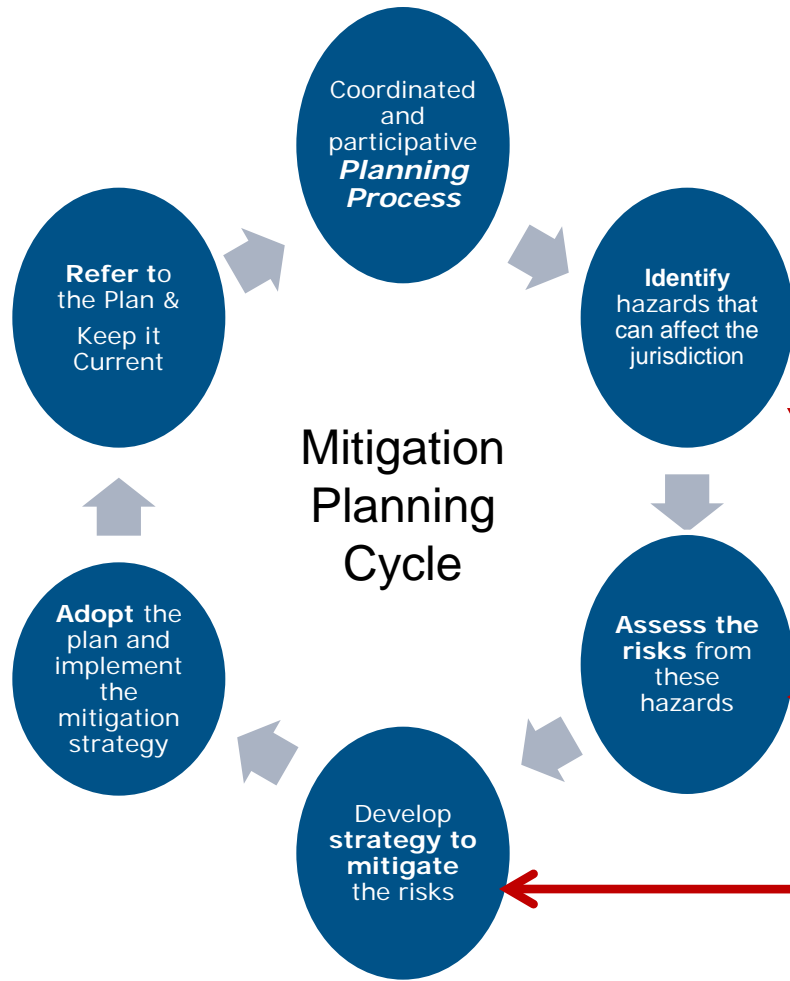 Coordinated
and
participative
Planning
Process
Identify
hazards that
can affect the
jurisdiction
Assess the
risks from
these
hazards
Develop
strategy to
mitigate
the risks
Adopt the
plan and
implement
the
mitigation
strategy
Refer to
the Plan &
Keep it
Current
Mitigation
Planning
Cycle